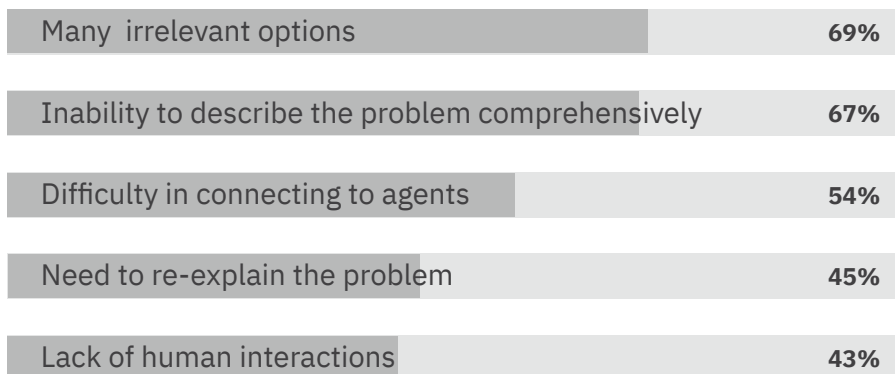 Many  irrelevant options 69%
Inability to describe the problem comprehensively 67%
Difficulty in connecting to agents 54%
Need to re-explain the problem 45%
Lack of human interactions 43%